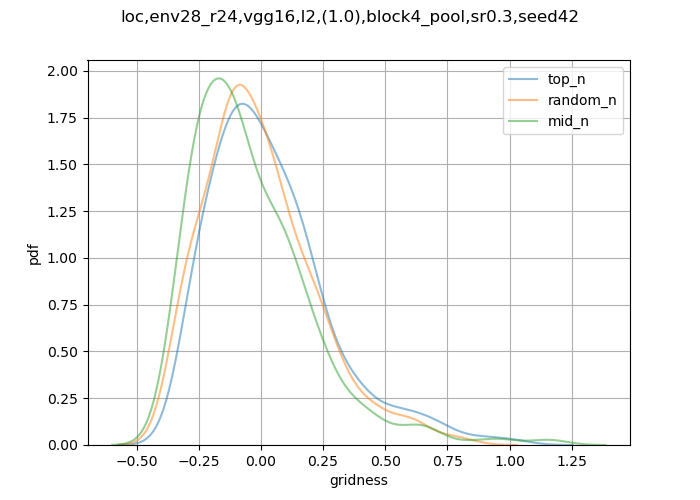 loc,env28_r24,vgg16,l2,(1.0),block4_pool,sr0.3,seed42
top_n
random_n
mid_n
2.00
1.75
1.50
1.25
1.00
0.75
0.50
0.25
0.00
pdf
−0.50 −0.25 0.00 0.25 0.50 0.75 1.00 1.25
gridness